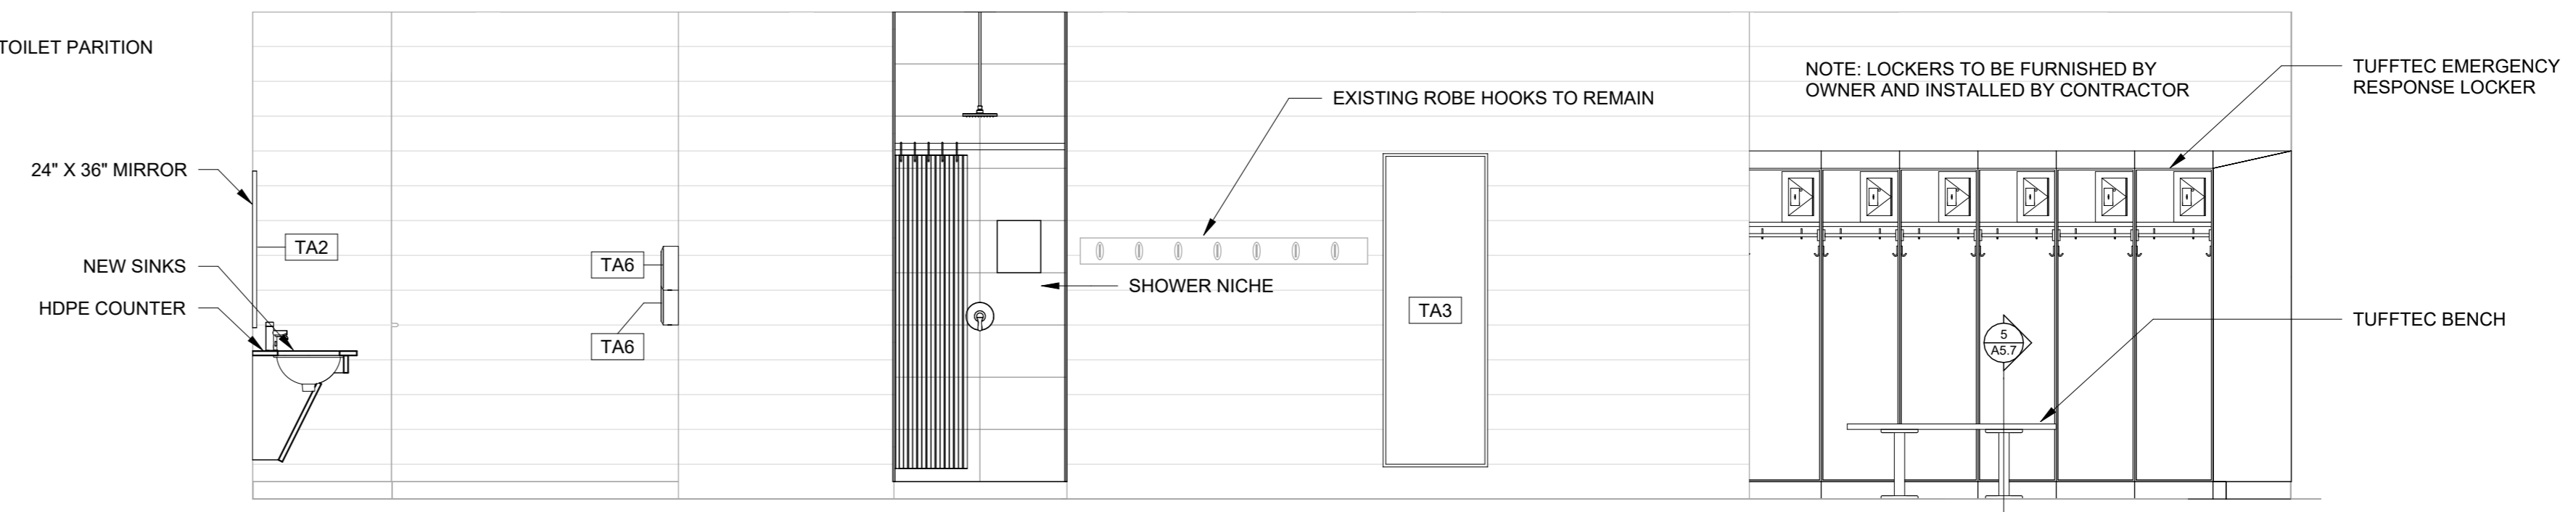 TOILET PARITION
24" X 36" MIRROR
TA2
NEW SINKS
HDPE COUNTER
TA6
TA6
EXISTING ROBE HOOKS TO REMAIN
SHOWER NICHE
TA3
NOTE: LOCKERS TO BE FURNISHED BY
OWNER AND INSTALLED BY CONTRACTOR
TUFFTEC EMERGENCY
RESPONSE LOCKER
5
A5.7
TUFFTEC BENCH